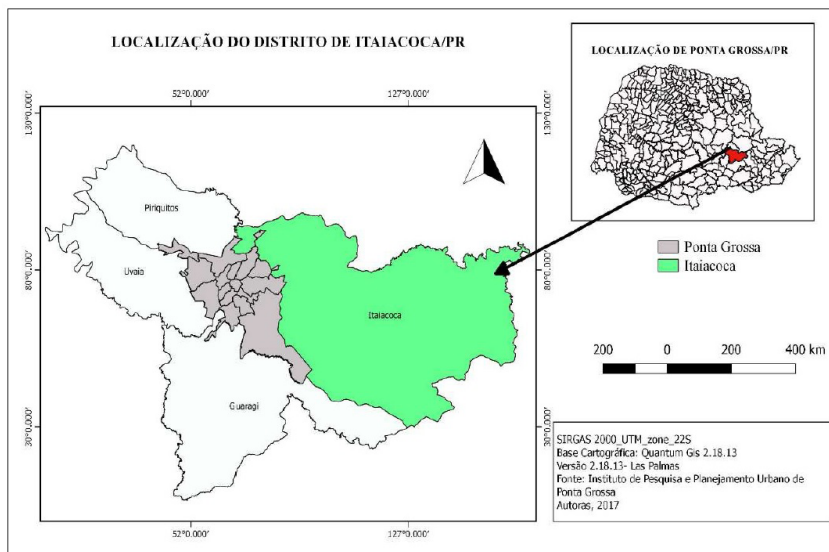 LOCALIZAÇÃO DO DISTRITO DE ITAIACOCA/PR
LOCALIZAÇÃO DE PONTA GROSSA/PR
52°0.000'
127°0.000'
130°0.000'
130°0.000'
Piriquitos
Uvaia
80°0.000'
80°0.000'
Itaiacoca
Guaragi
30°0.000'
30°0.000'
52°0.000'
127°0.000'
Ponta Grossa
Itaiacoca
200 0 200 400 km
SIRGAS 2000_UTM_zone_22S
Base Cartográfica: Quantum Gis 2.18.13
Versão 2.18.13- Las Palmas
Fonte: Instituto de Pesquisa e Planejamento Urbano de
Ponta Grossa
Autoras, 2017